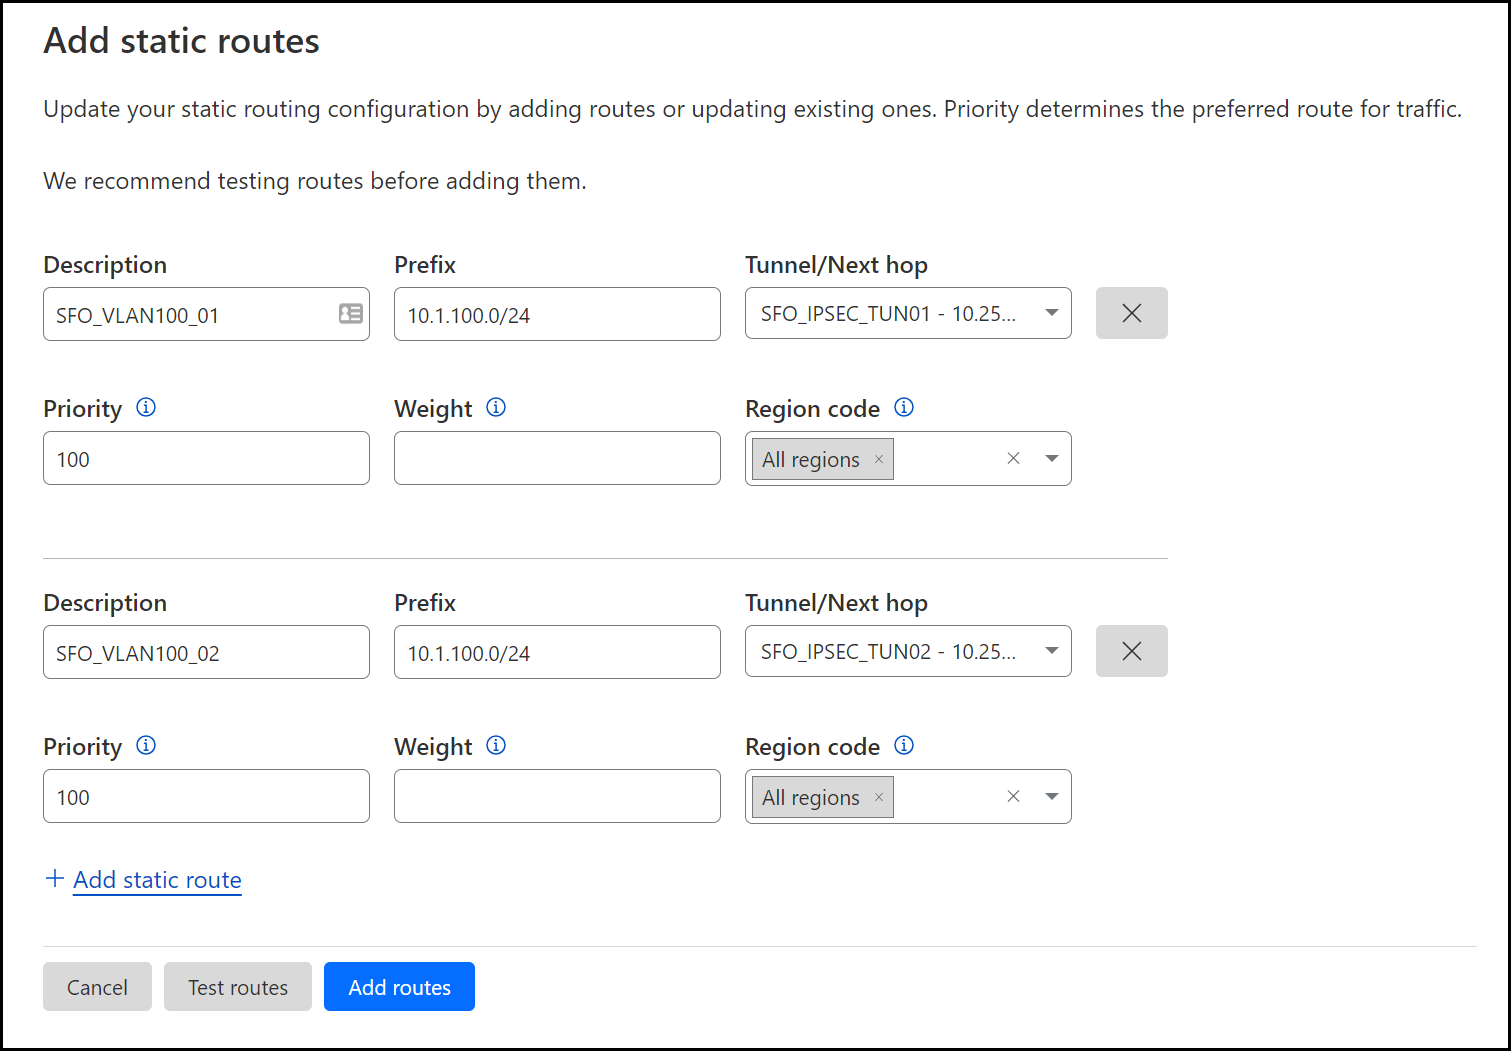 Add static routes
Update your static routing configuration by adding routes or updating existing ones. Priority determines the preferred route for traffic.
We recommend testing routes before adding them.
Description Prefix Tunnel/Next hop
SFO_VLAN100_01 10.1.100.0/24 SFO_IPSEC_TUN01 - 10.25...
Priority Weight Region code
100 All regions
Description Prefix Tunnel/Next hop
SFO_VLAN100_02 10.1.100.0/24 SFO_IPSEC_TUN02 - 10.25...
Priority Weight Region code
100 All regions
+ Add static route
Cancel Test routes Add routes